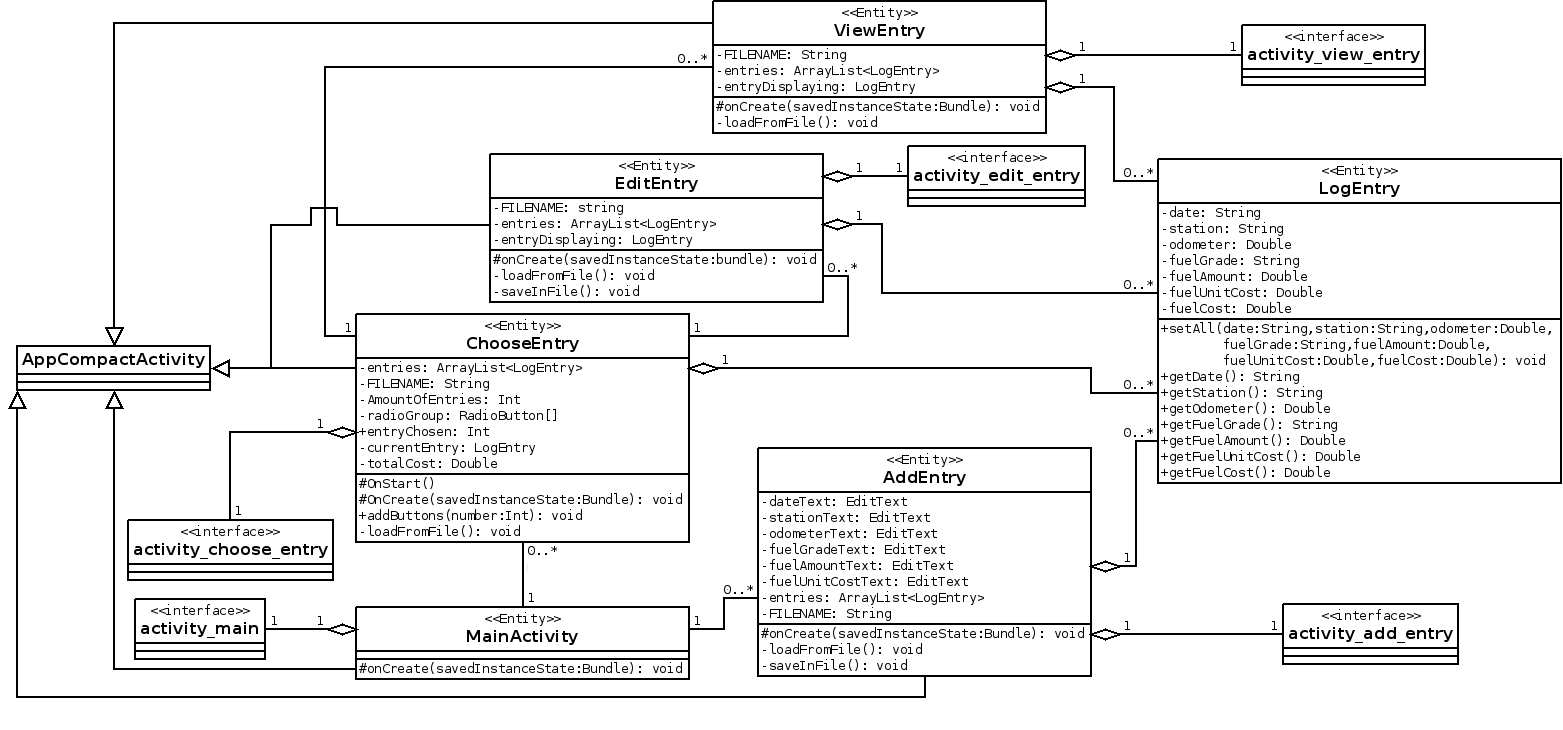 <<Entity>>
ViewEntry
-FILENAME: String
-entries: ArrayList<LogEntry>
-entryDisplaying: LogEntry
#onCreate(savedInstanceState:Bundle): void
-loadFromFile(): void
0..*
1
1
1
<<interface>>
activity_view_entry
<<Entity>>
EditEntry
-FILENAME: string
-entries: ArrayList<LogEntry>
-entryDisplaying: LogEntry
#onCreate(savedInstanceState:bundle): void
-loadFromFile(): void
-saveInFile(): void
1
1
1
0..*
<<interface>>
activity_edit_entry
0..*
0..*
0..*
0..*
<<Entity>>
LogEntry
-date: String
-station: String
-odometer: Double
-fuelGrade: String
-fuelAmount: Double
-fuelUnitCost: Double
-fuelCost: Double
+setAll(date:String,station:String,odometer:Double,
fuelGrade:String,fuelAmount:Double,
fuelUnitCost:Double,fuelCost:Double): void
+getDate(): String
+getStation(): String
+getOdometer(): Double
+getFuelGrade(): String
+getFuelAmount(): Double
+getFuelUnitCost(): Double
+getFuelCost(): Double
AppCompactActivity
1
1
1
1
<<Entity>>
ChooseEntry
-entries: ArrayList<LogEntry>
-FILENAME: String
-AmountOfEntries: Int
-radioGroup: RadioButton[]
+entryChosen: Int
-currentEntry: LogEntry
-totalCost: Double
#OnStart()
#OnCreate(savedInstanceState:Bundle): void
+addButtons(number:Int): void
-loadFromFile(): void
1
<<interface>>
activity_choose_entry
0..*
1
<<interface>>
activity_main
1
1
<<Entity>>
MainActivity
#onCreate(savedInstanceState:Bundle): void
1
0..*
<<Entity>>
AddEntry
-dateText: EditText
-stationText: EditText
-odometerText: EditText
-fuelGradeText: EditText
-fuelAmountText: EditText
-fuelUnitCostText: EditText
-entries: ArrayList<LogEntry>
-FILENAME: String
#onCreate(savedInstanceState:Bundle): void
-loadFromFile(): void
-saveInFile(): void
1
1
1
<<interface>>
activity_add_entry